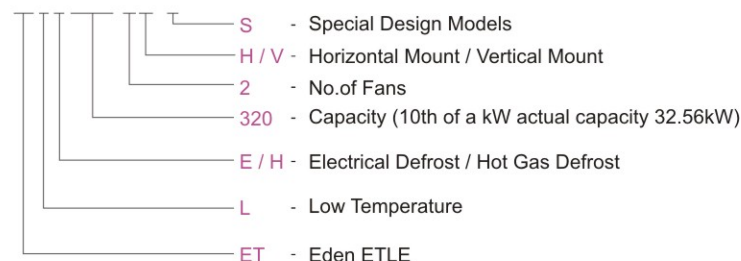 S - Special Design Models
H / V - Horizontal Mount / Vertical Mount
2 - No.of Fans
320 - Capacity (10th of a kW actual capacity 32.56kW)
E / H - Electrical Defrost / Hot Gas Defrost
L - Low Temperature
ET - Eden ETLE